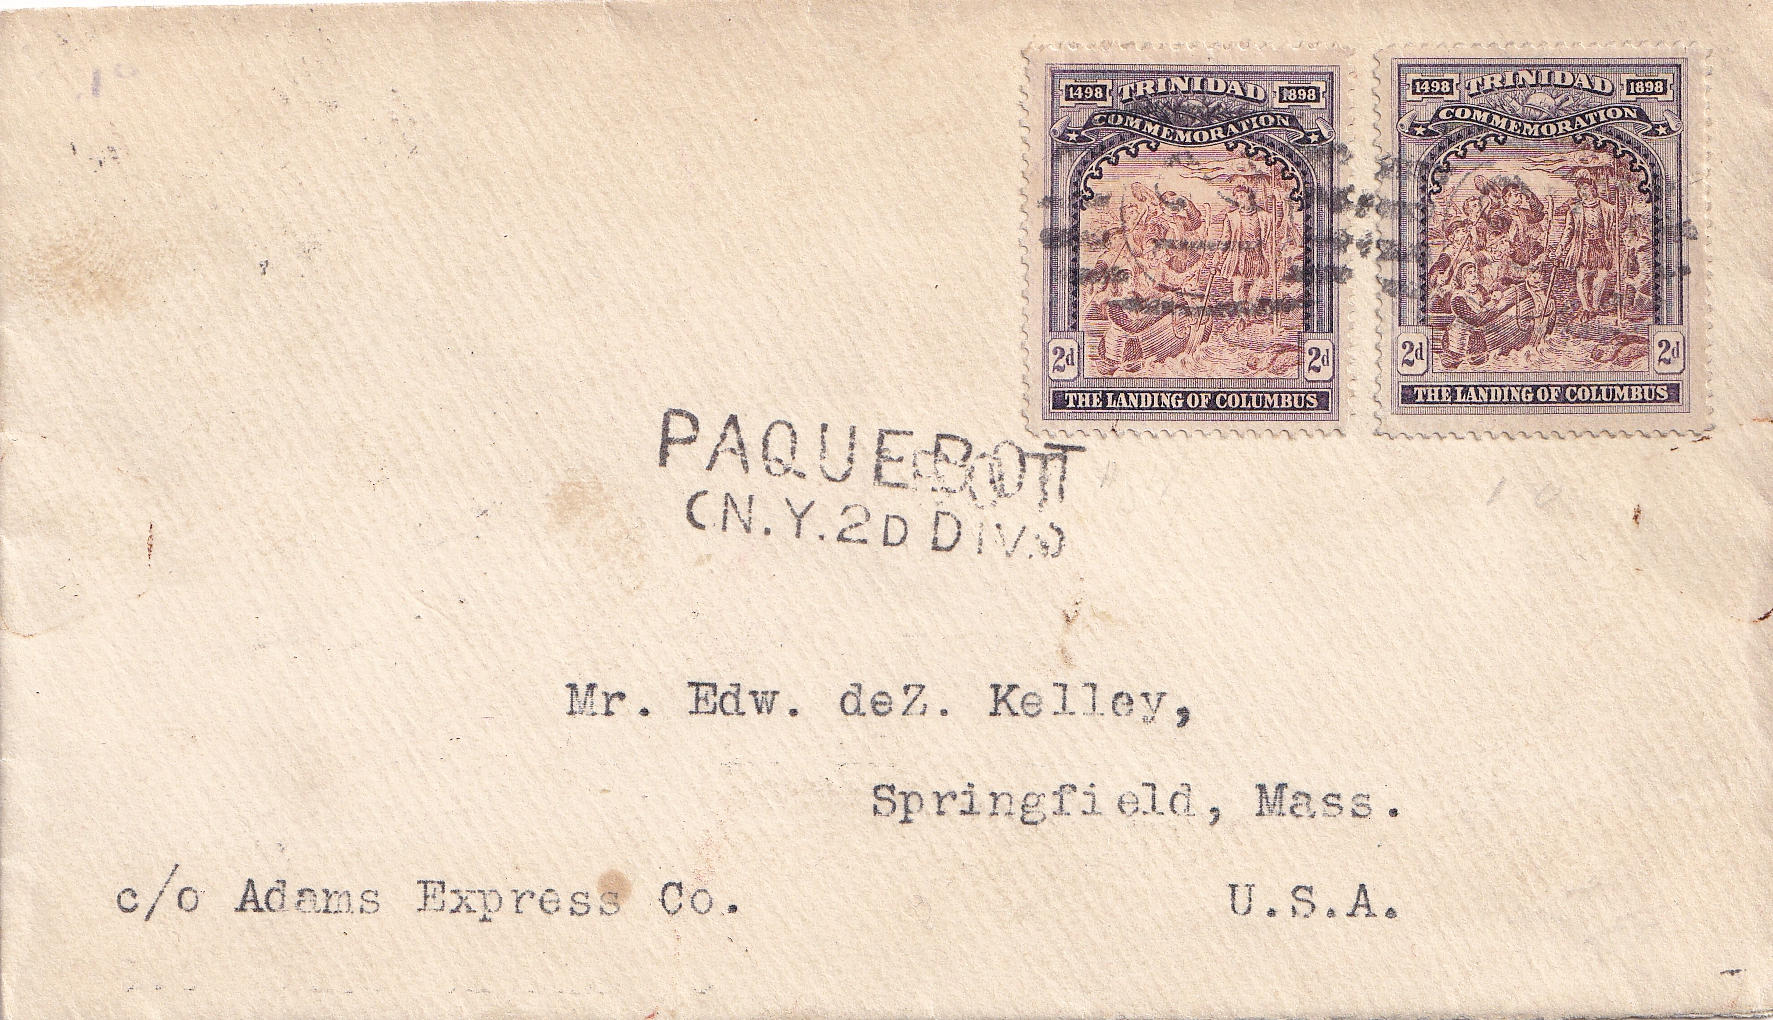 1498 TRINIDAD 1898
COMMEMORATION
2d 2d
THE LANDING OF COLUMBUS
1498 TRINIDAD 1898
COMMEMORATION
2d 2d
THE LANDING OF COLUMBUS
PAQUEBOT
(N.Y.2D DIV.)
Mr. Edw. deZ. Kelley,
Springfield, Mass.
c/o Adams Express Co. U.S.A.